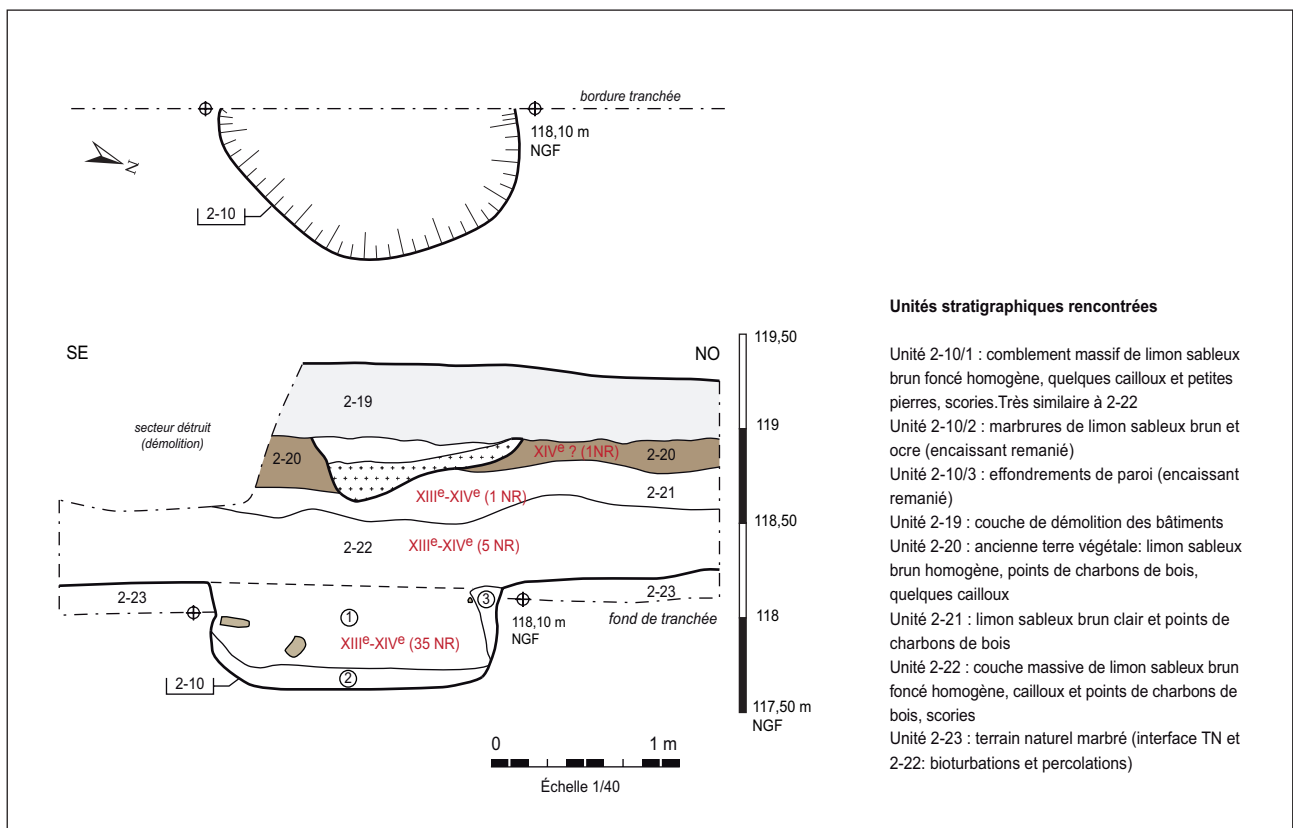 bordure tranchée
118,10 m
NGF
N
2-10
SE
NO
119,50
2-19
119
secteur détruit
(démolition)
2-20
XIVe ? (1NR)
2-20
XIIIe-XIVe (1 NR)
2-21
118,50
2-22
XIIIe-XIVe (5 NR)
2-23
3
2-23
1
118,10 m
NGF
fond de tranchée
118
XIIIe-XIVe (35 NR)
2-10
2
117,50 m
NGF
0
1 m
Échelle 1/40
Unités stratigraphiques rencontrées
Unité 2-10/1 : comblement massif de limon sableux
brun foncé homogène, quelques cailloux et petites
pierres, scories.Très similaire à 2-22
Unité 2-10/2 : marbrures de limon sableux brun et
ocre (encaissant remanié)
Unité 2-10/3 : effondrements de paroi (encaissant
remanié)
Unité 2-19 : couche de démolition des bâtiments
Unité 2-20 : ancienne terre végétale: limon sableux
brun homogène, points de charbons de bois,
quelques cailloux
Unité 2-21 : limon sableux brun clair et points de
charbons de bois
Unité 2-22 : couche massive de limon sableux brun
foncé homogène, cailloux et points de charbons de
bois, scories
Unité 2-23 : terrain naturel marbré (interface TN et
2-22: bioturbations et percolations)